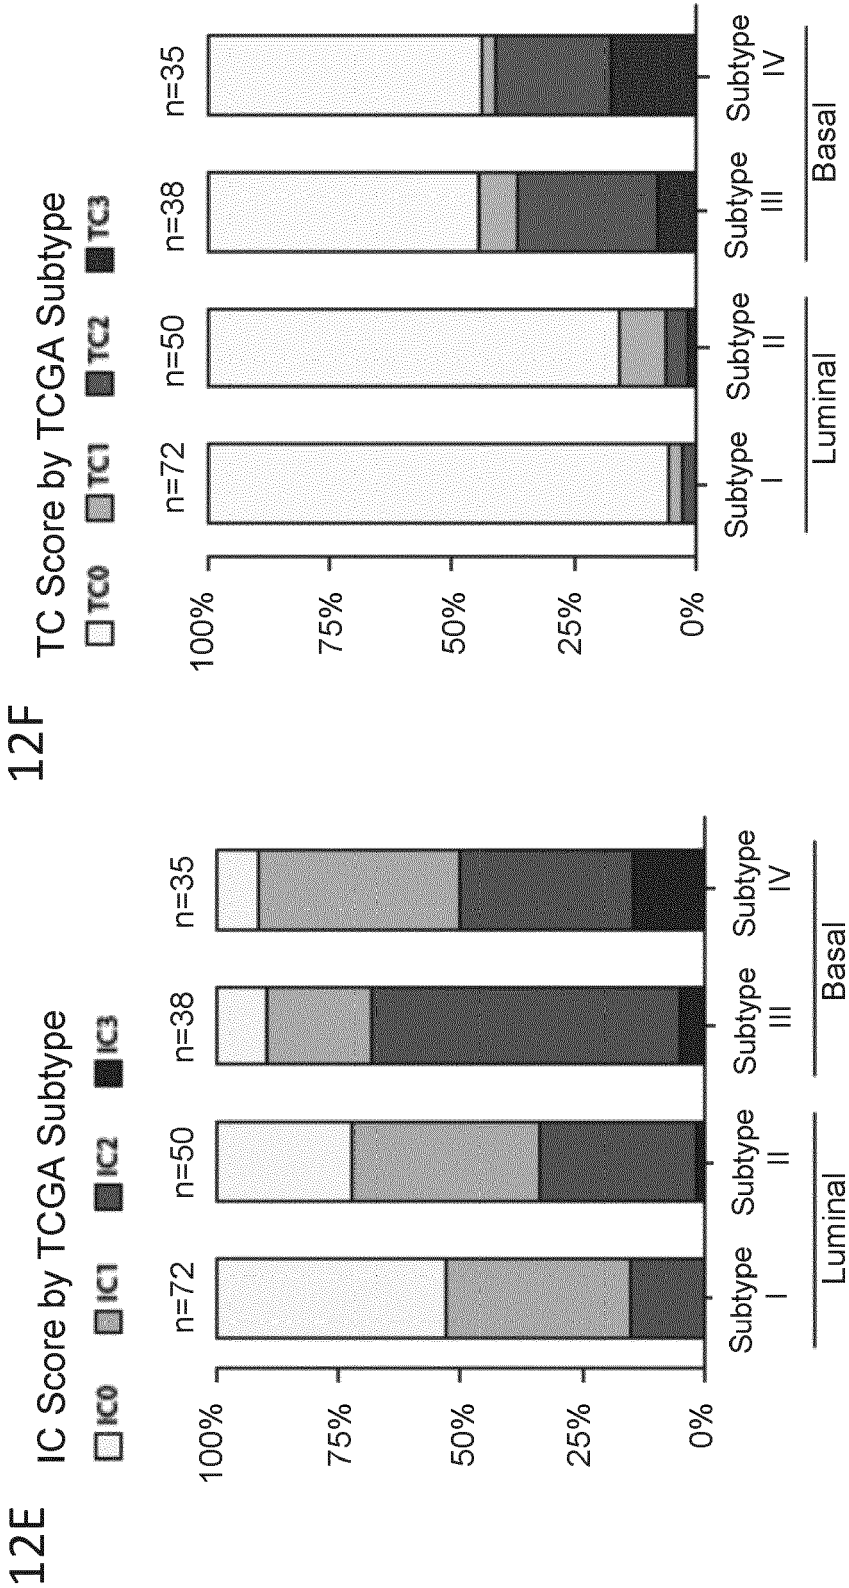 12E
IC Score by TCGA Subtype
IC0 IC1 IC2 IC3
n=72 n=50 n=38 n=35
100%
75%
50%
25%
0%
Subtype Subtype Subtype Subtype
I II III IV
Luminal Basal
12F
TC Score by TCGA Subtype
TC0 TC1 TC2 TC3
n=72 n=50 n=38 n=35
100%
75%
50%
25%
0%
Subtype Subtype Subtype Subtype
I II III IV
Luminal Basal